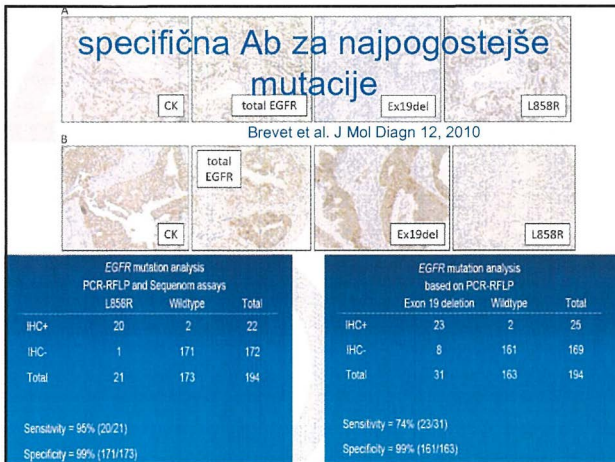 A
specifična Ab za najpogostejše
mutacije
CK
total EGFR
Ex19del
L858R
Brevet et al. J Mol Diagn 12, 2010
B
total
EGFR
CK
Ex19del
L858R
EGFR mutation analysis
PCR-RFLP and Sequenom assays
L858R Wildtype Total
IHC+ 20 2 22
IHC- 1 171 172
Total 21 173 194
Sensitivity = 95% (20/21)
Specificity = 99% (171/173)
EGFR mutation analysis
based on PCR-RFLP
Exon 19 deletion Wildtype Total
IHC+ 23 2 25
IHC- 8 161 169
Total 31 163 194
Sensitivity = 74% (23/31)
Specificity = 99% (161/163)